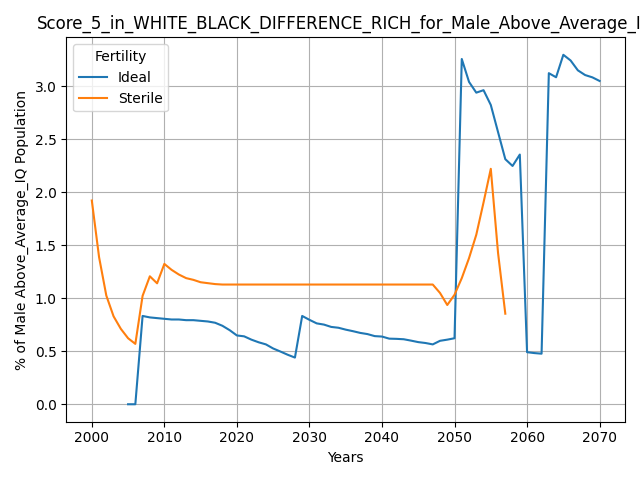 Score_5_in_WHITE_BLACK_DIFFERENCE_RICH_for_Male_Above_Average_I
Fertility
Ideal
Sterile
% of Male Above_Average_IQ Population
3.0
2.5
2.0
1.5
1.0
0.5
0.0
2000 2010 2020 2030 2040 2050 2060 2070
Years